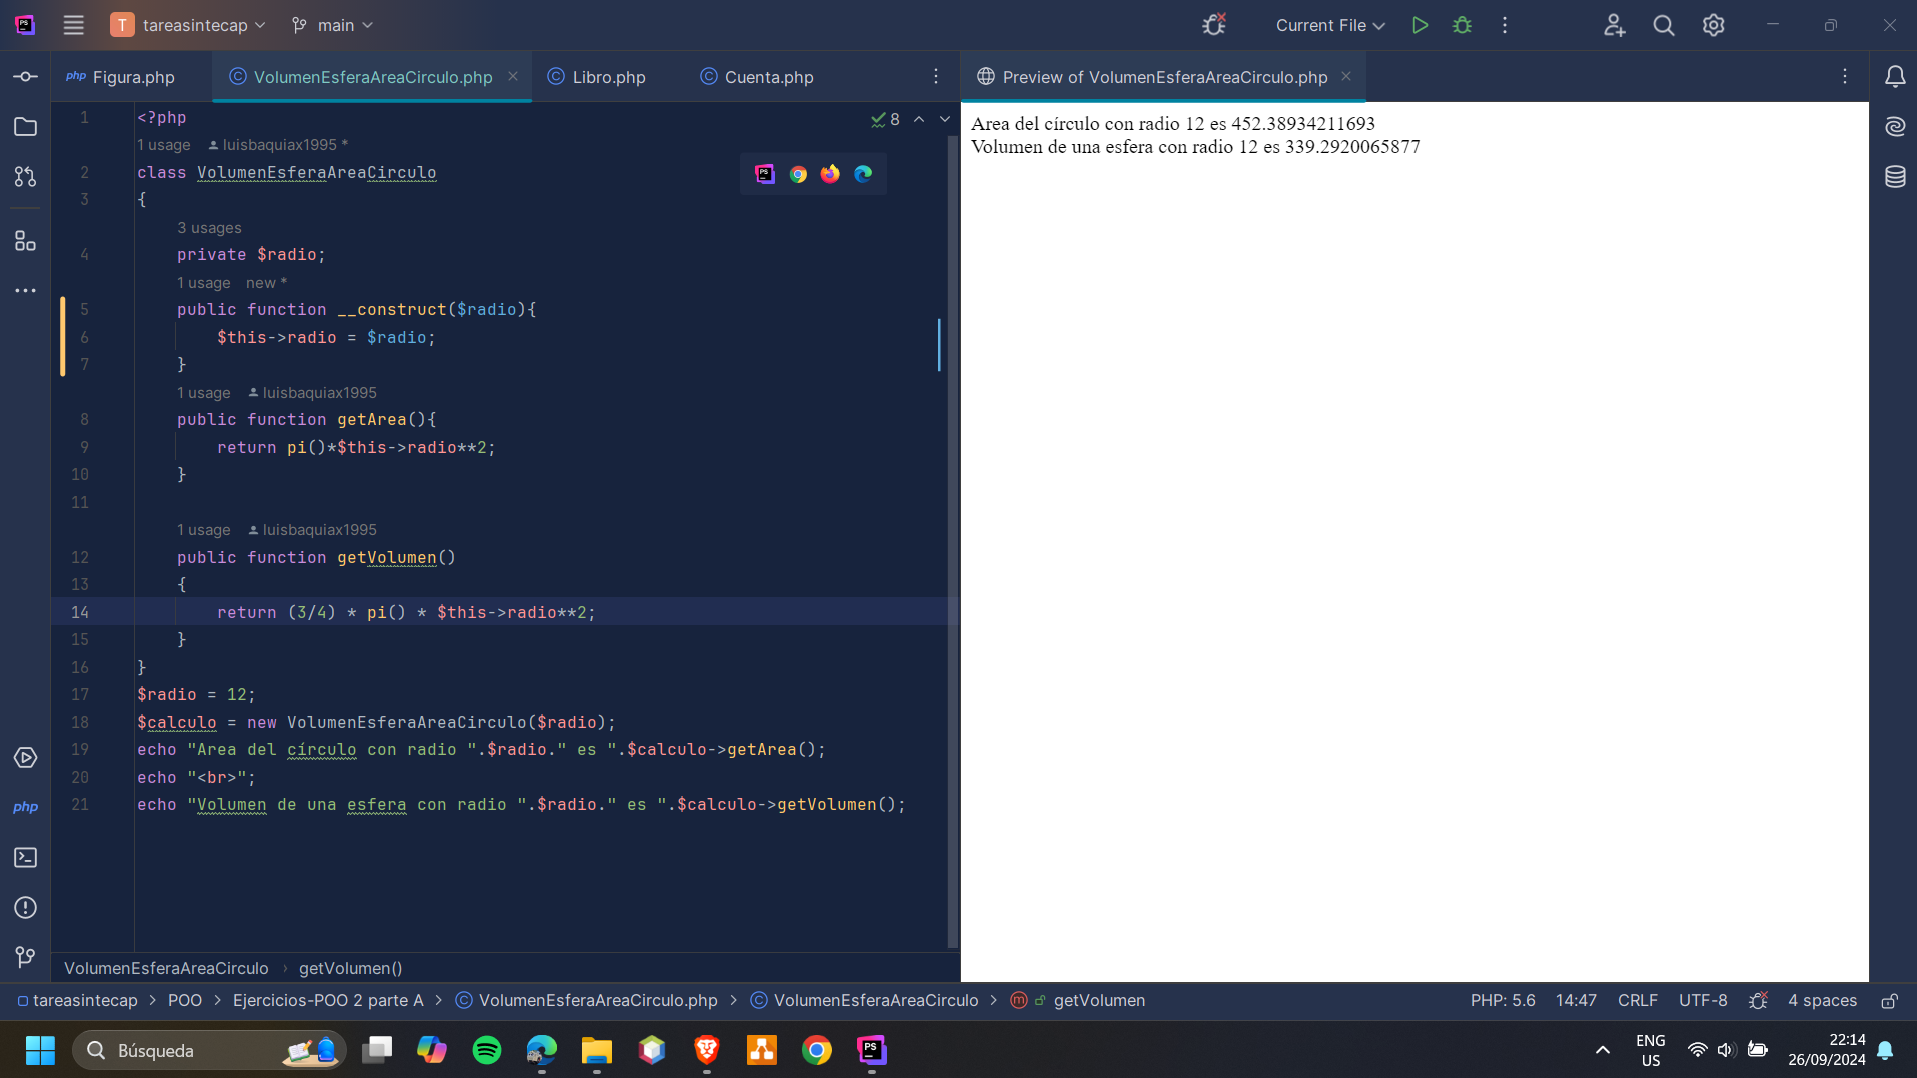 T tareasintecap main Current File
php Figura.php VolumenEsferaAreaCirculo.php Libro.php Cuenta.php Preview of VolumenEsferaAreaCirculo.php
1 <?php 8
1 usage luisbaquiax1995 *
2 class VolumenEsferaAreaCirculo
3 {
3 usages
4 private $radio;
1 usage new *
5 public function __construct($radio){
6 $this->radio = $radio;
7 }
1 usage luisbaquiax1995
8 public function getArea(){
9 return pi()*$this->radio**2;
10 }
11
1 usage luisbaquiax1995
12 public function getVolumen()
13 {
14 return (3/4) * pi() * $this->radio**2;
15 }
16 }
17 $radio = 12;
18 $calculo = new VolumenEsferaAreaCirculo($radio);
19 echo "Area del círculo con radio ".$radio." es ".$calculo->getArea();
20 echo "<br>";
21 echo "Volumen de una esfera con radio ".$radio." es ".$calculo->getVolumen();
Area del círculo con radio 12 es 452.38934211693
Volumen de una esfera con radio 12 es 339.2920065877
php
VolumenEsferaAreaCirculo › getVolumen()
tareasintecap > POO > Ejercicios-POO 2 parte A > VolumenEsferaAreaCirculo.php > VolumenEsferaAreaCirculo > getVolumen PHP: 5.6 14:47 CRLF UTF-8 4 spaces
Búsqueda
ENG
US
22:14
26/09/2024